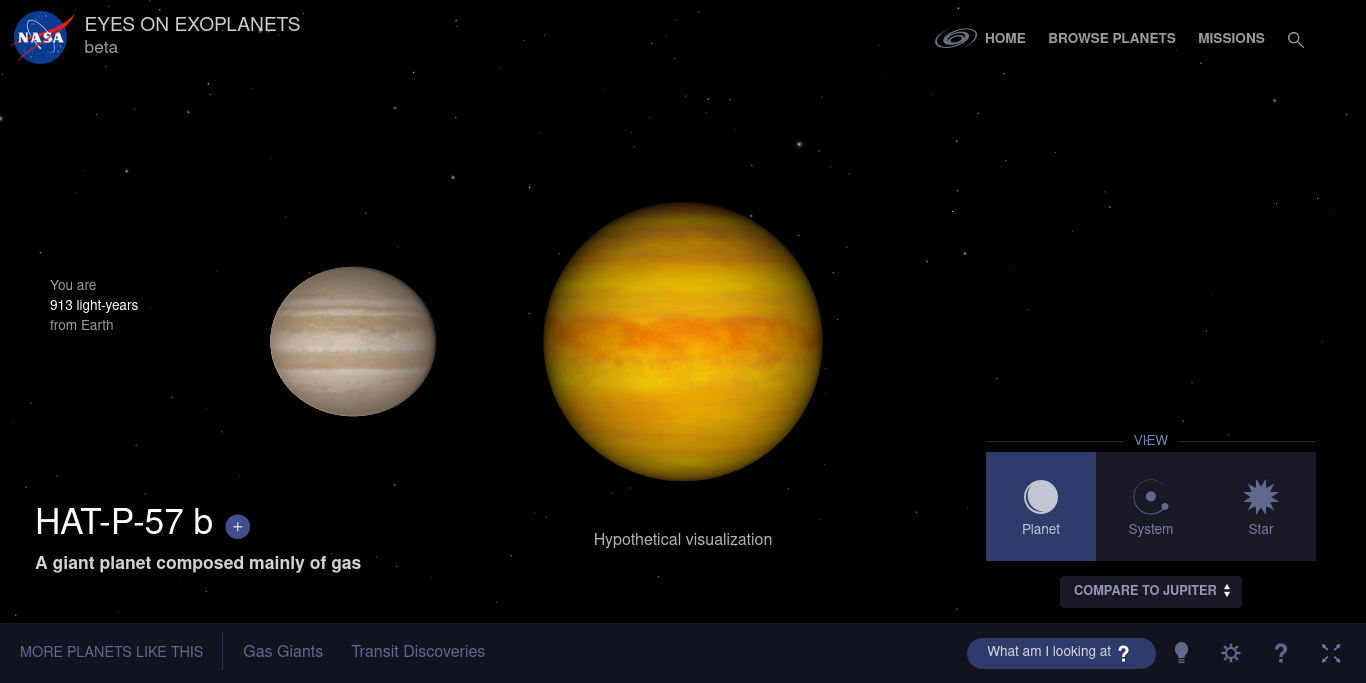 NASA
EYES ON EXOPLANETS
beta
HOME
BROWSE PLANETS
MISSIONS
You are
913 light-years
from Earth
HAT-P-57 b +
A giant planet composed mainly of gas
Hypothetical visualization
VIEW
Planet
System
Star
COMPARE TO JUPITER
MORE PLANETS LIKE THIS
Gas Giants
Transit Discoveries
What am I looking at ?
?